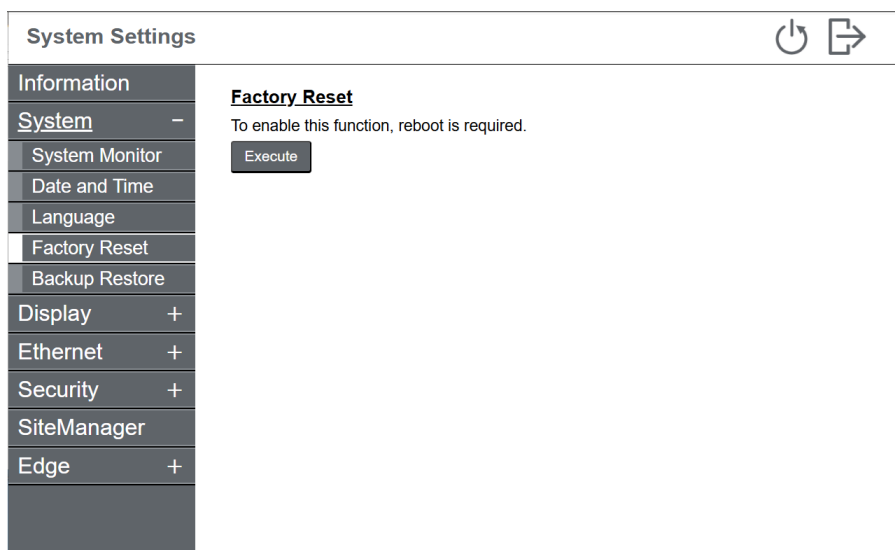 System Settings
Information
System −
System Monitor
Date and Time
Language
Factory Reset
Backup Restore
Display +
Ethernet +
Security +
SiteManager
Edge +
Factory Reset
To enable this function, reboot is required.
Execute